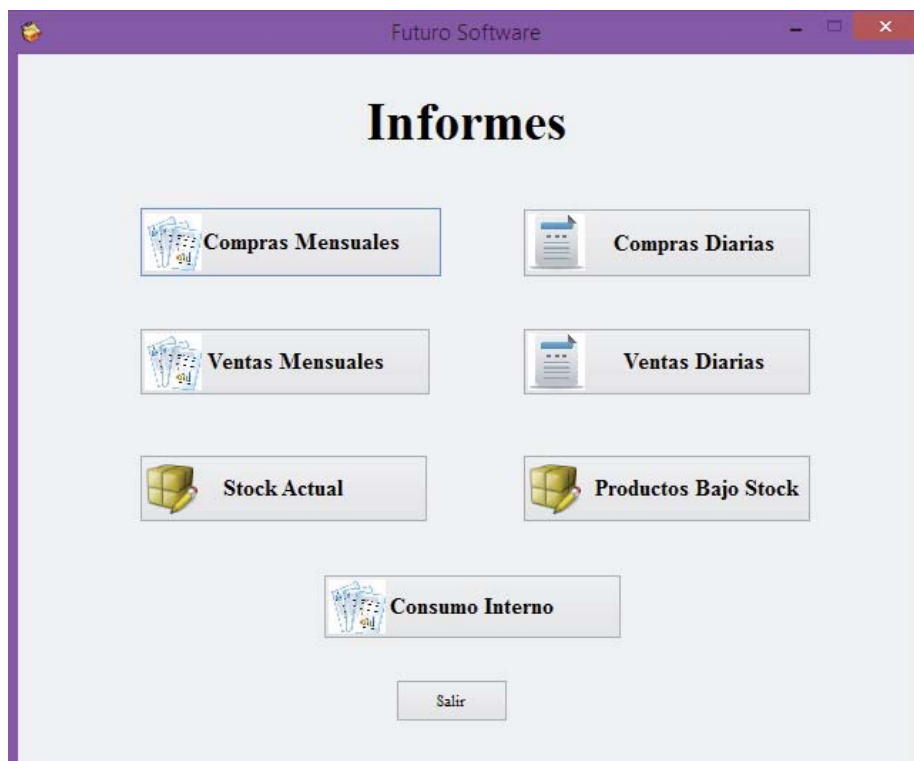 Futuro Software
Informes
Compras Mensuales
Compras Diarias
Ventas Mensuales
Ventas Diarias
Stock Actual
Productos Bajo Stock
Consumo Interno
Salir